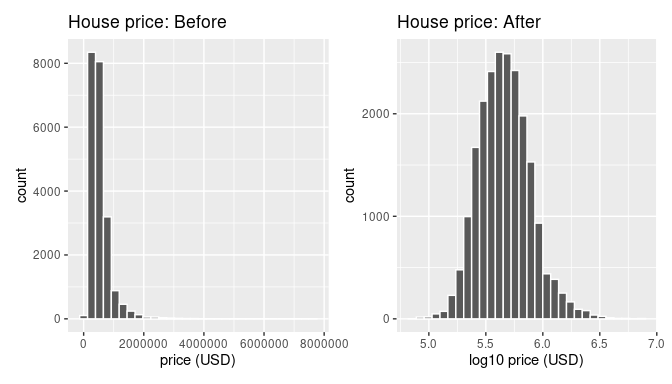 House price: Before
8000
6000
4000
2000
0
count
0 2000000 4000000 6000000 8000000
price (USD)
House price: After
2000
1000
0
count
5.0 5.5 6.0 6.5 7.0
log10 price (USD)